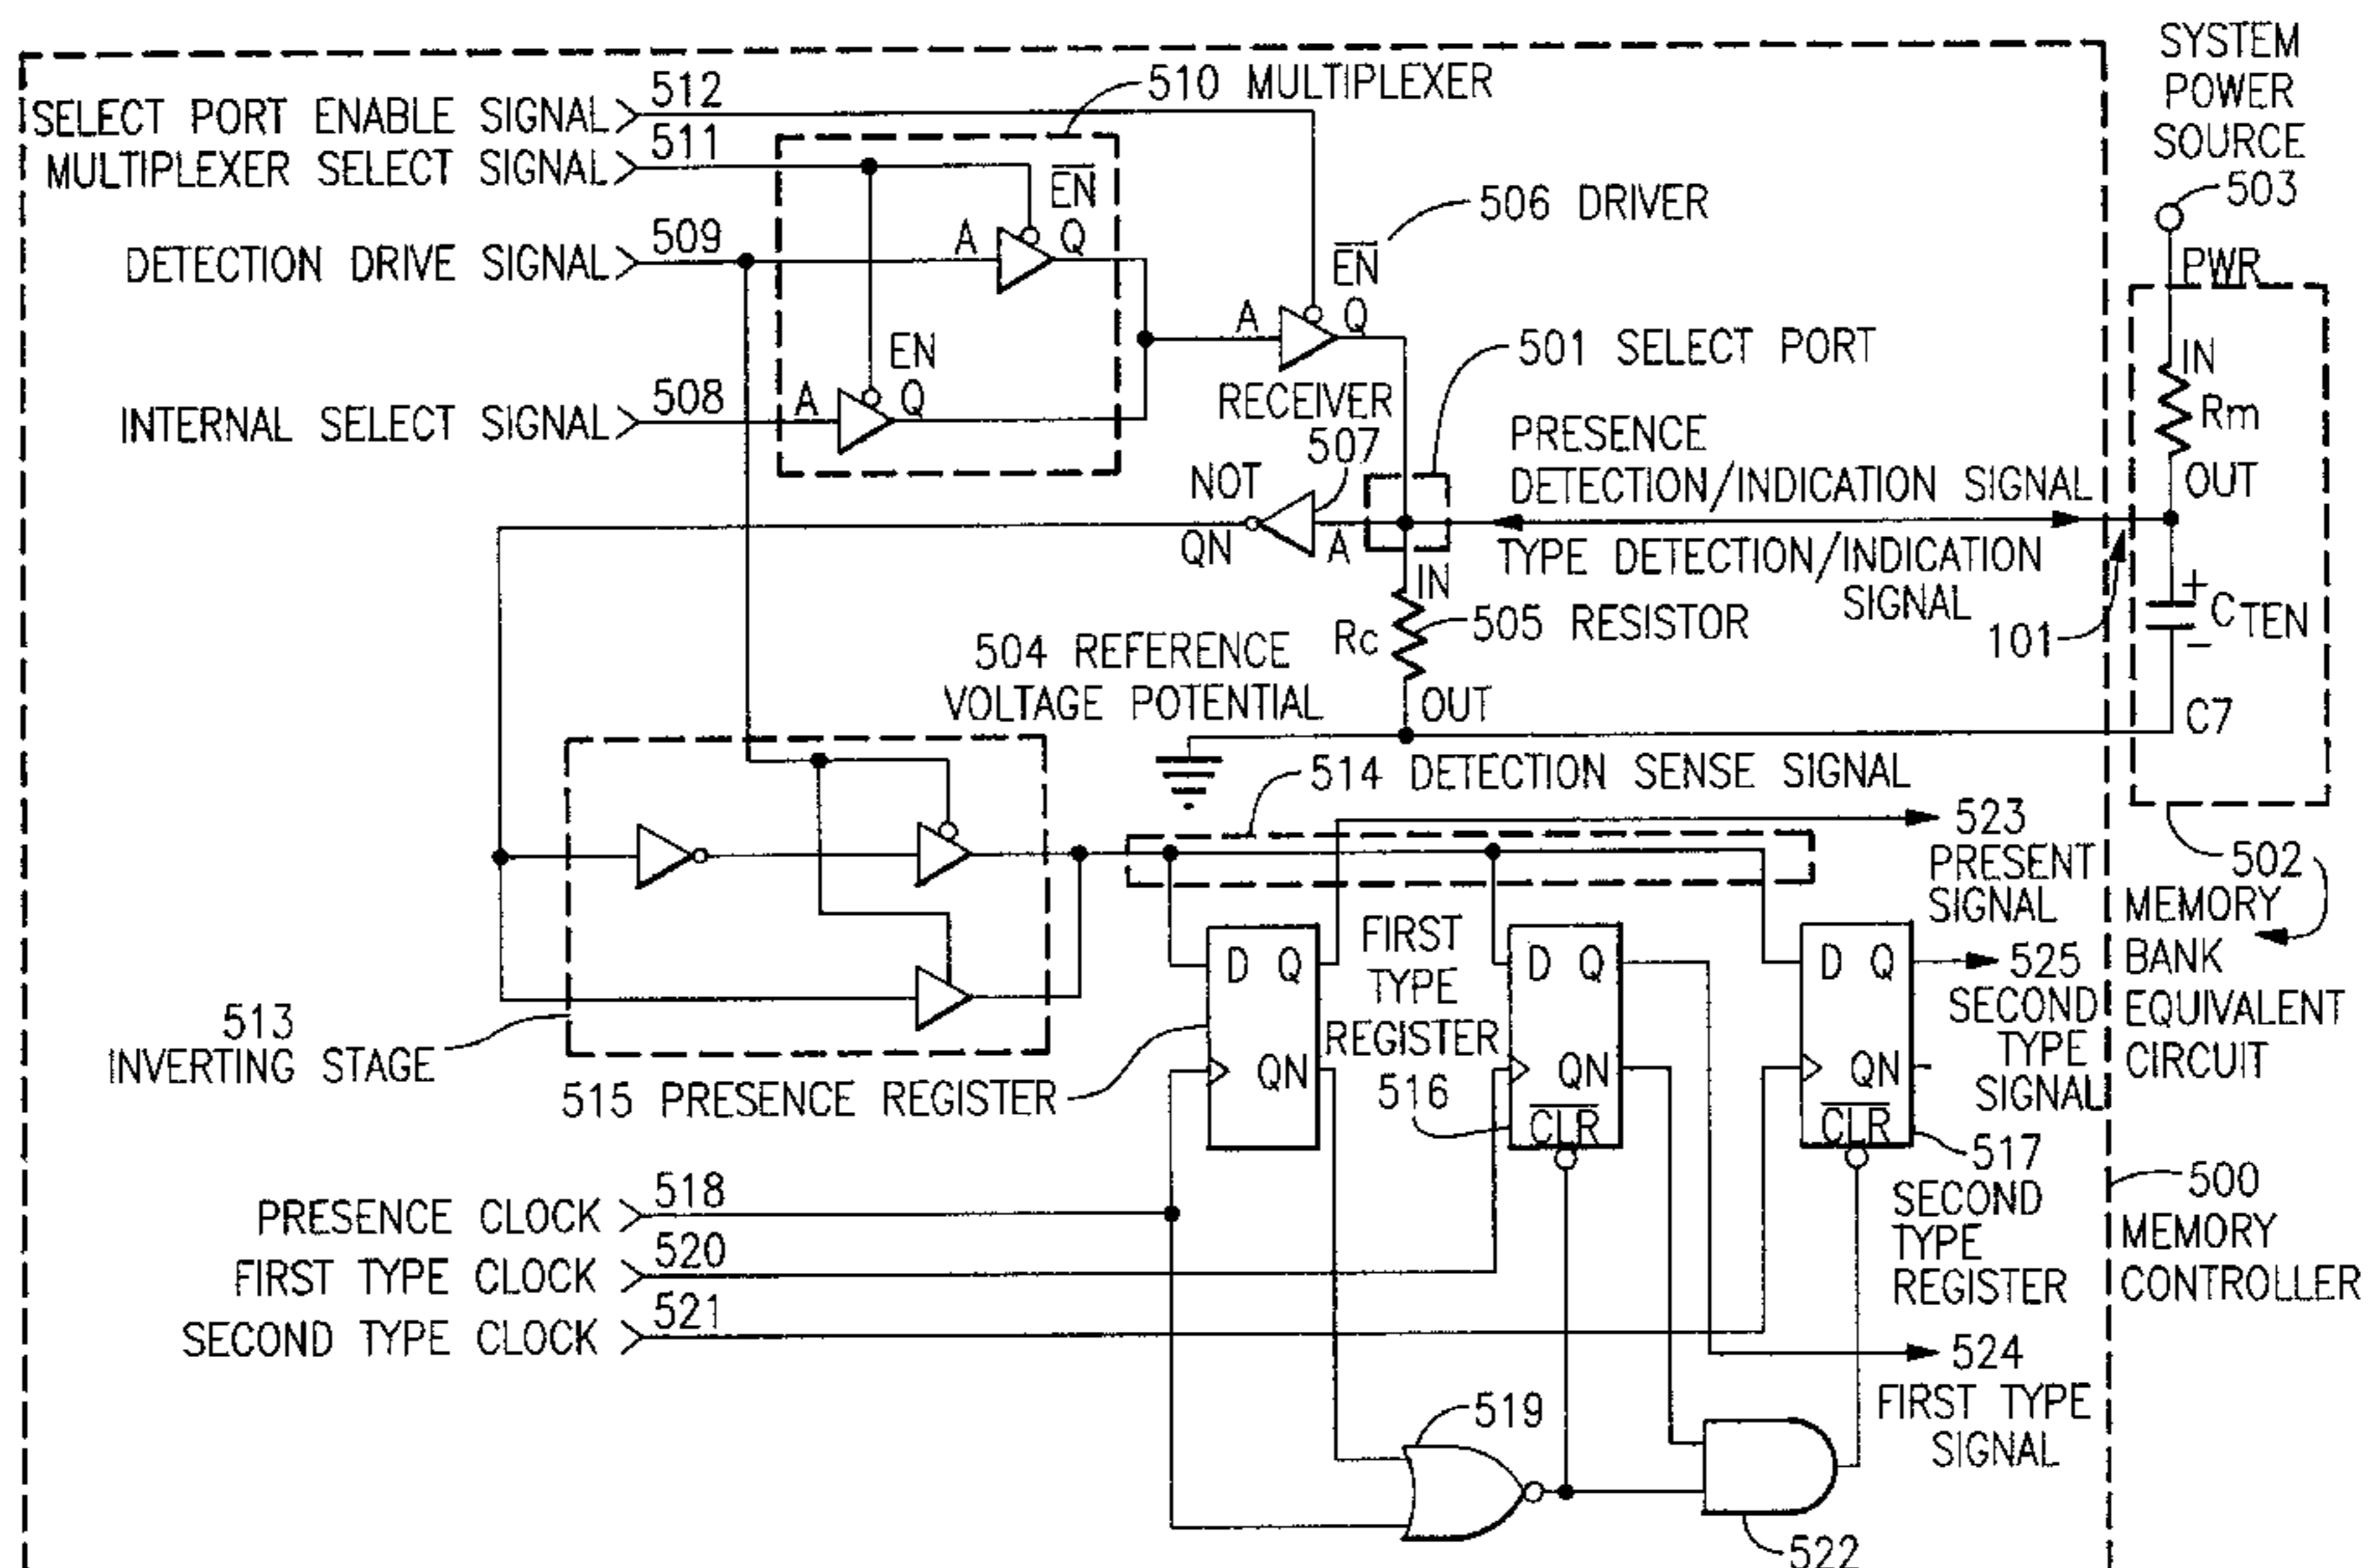 SYSTEM
POWER
SOURCE
503
PWR
SELECT PORT ENABLE SIGNAL 512
510 MULTIPLEXER
MULTIPLEXER SELECT SIGNAL 511
EN
506 DRIVER
DETECTION DRIVE SIGNAL 509
A Q
EN
A Q
501 SELECT PORT
INTERNAL SELECT SIGNAL 508
EN
A Q
RECEIVER
507
NOT
QN A
PRESENCE
DETECTION/INDICATION SIGNAL
TYPE DETECTION/INDICATION
SIGNAL
101
IN
Rm
OUT
+
C TEN
−
C7
IN
Rc
505 RESISTOR
OUT
504 REFERENCE
VOLTAGE POTENTIAL
514 DETECTION SENSE SIGNAL
523
PRESENT
SIGNAL
502
MEMORY
BANK
EQUIVALENT
CIRCUIT
513
INVERTING STAGE
515 PRESENCE REGISTER
D Q
QN
FIRST
TYPE
REGISTER
516
D Q
QN
CLR
D Q
QN
CLR
525
SECOND
TYPE
SIGNAL
517
SECOND
TYPE
REGISTER
500
MEMORY
CONTROLLER
PRESENCE CLOCK 518
FIRST TYPE CLOCK 520
SECOND TYPE CLOCK 521
524
FIRST TYPE
SIGNAL
519
522